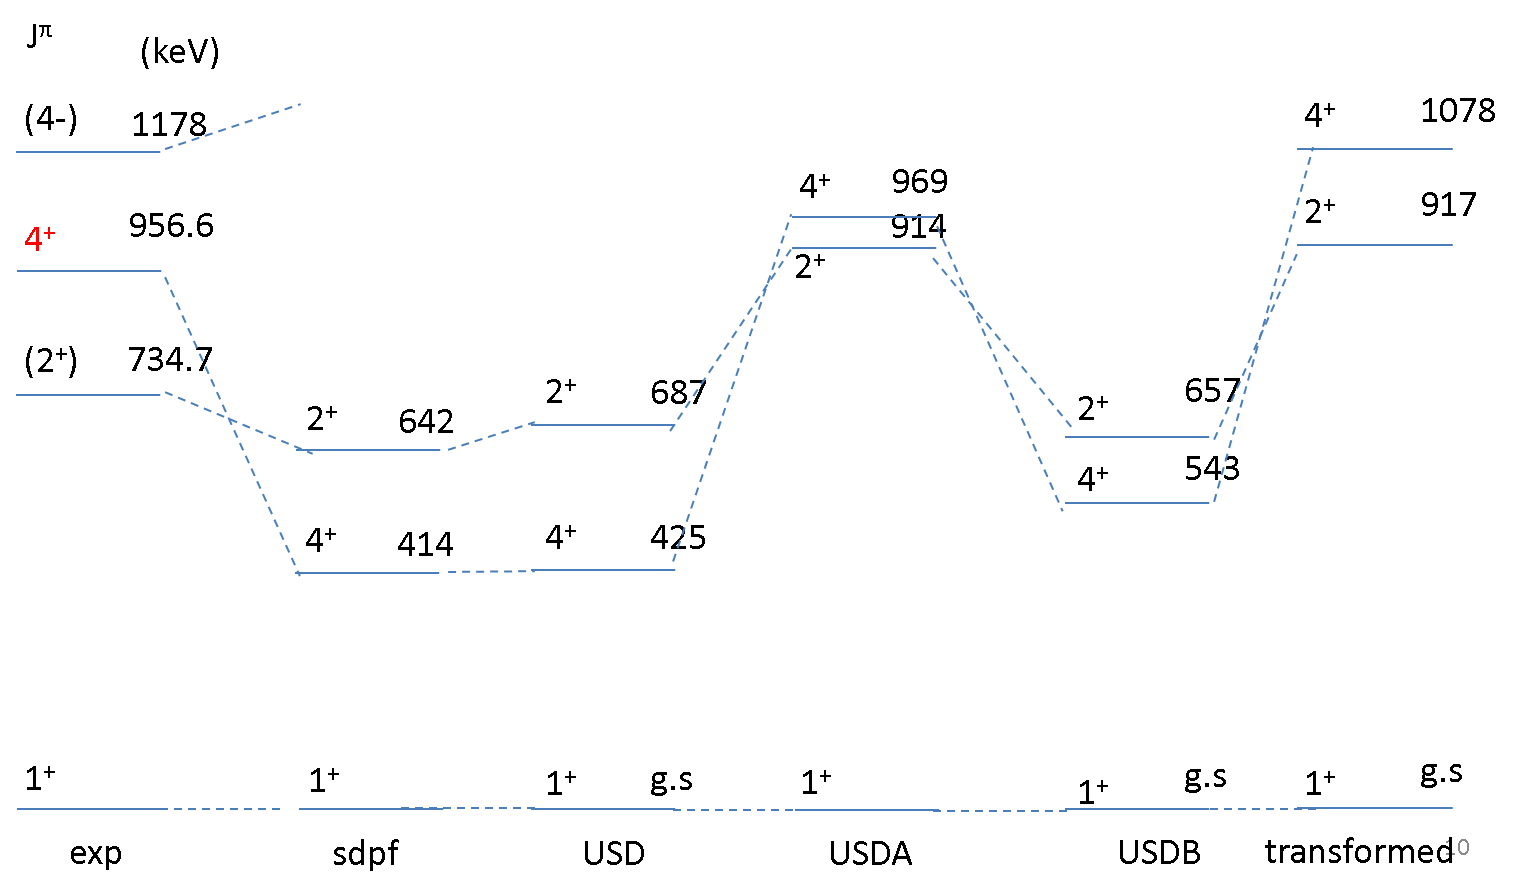 Jπ (keV)
(4-) 1178
4+ 956.6
(2+) 734.7
1+
exp
2+ 642
4+ 414
1+
sdpf
2+ 687
4+ 425
1+ g.s
USD
4+ 969
914
2+
1+
USDA
2+ 657
4+ 543
1+ g.s
USDB
4+ 1078
2+ 917
1+ g.s
transformed
10